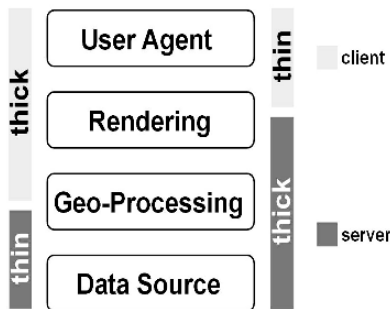 User Agent
Rendering
Geo-Processing
Data Source
thick
thin
thin
thick
client
server